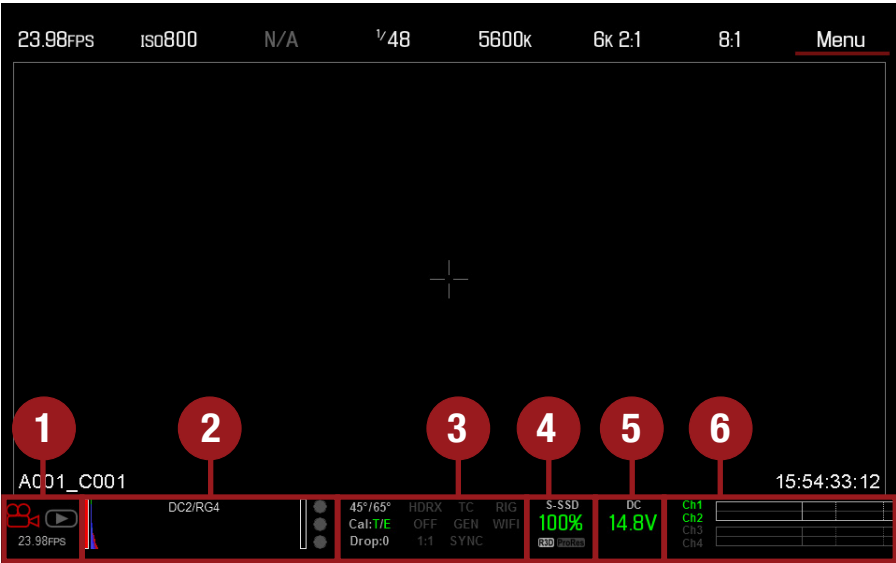 23.98FPS ISO800 N/A 1/48 5600K 6K 2:1 8:1 Menu
1 2 3 4 5 6
A001_C001 15:54:33:12
23.98FPS
DC2/RG4
45°/65° HDRX TC RIG
Cal:T/E OFF GEN WIFI
Drop:0 1:1 SYNC
S-SSD
100%
R3D ProRes
DC
14.8V
Ch1
Ch2
Ch3
Ch4